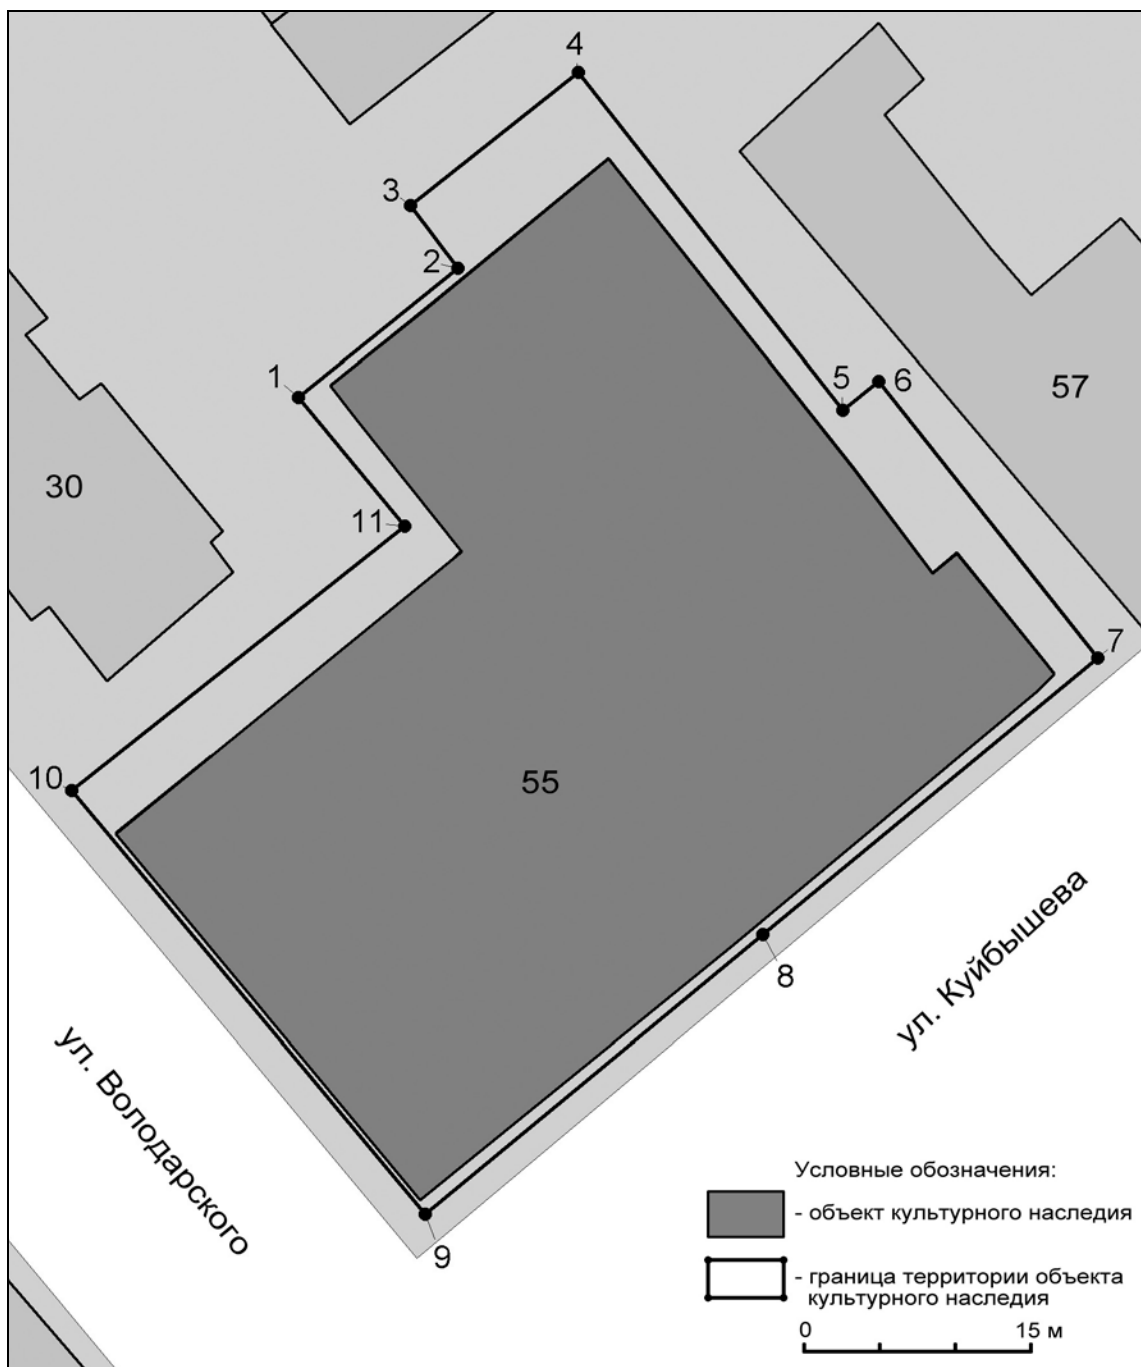 4
3
2
1
5
6
57
30
11
7
10
55
8
ул. Куйбышева
ул. Володарского
9
Условные обозначения:
- объект культурного наследия
- граница территории объекта
культурного наследия
0 15 м